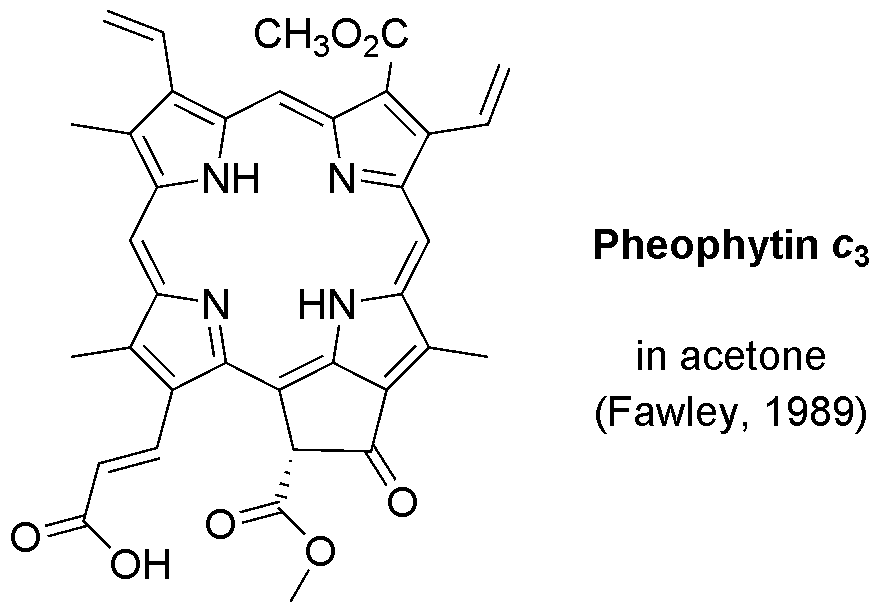 CH3O2C
NH
N
N
HN
Pheophytin c3
in acetone
(Fawley, 1989)
O
O
O
OH
O